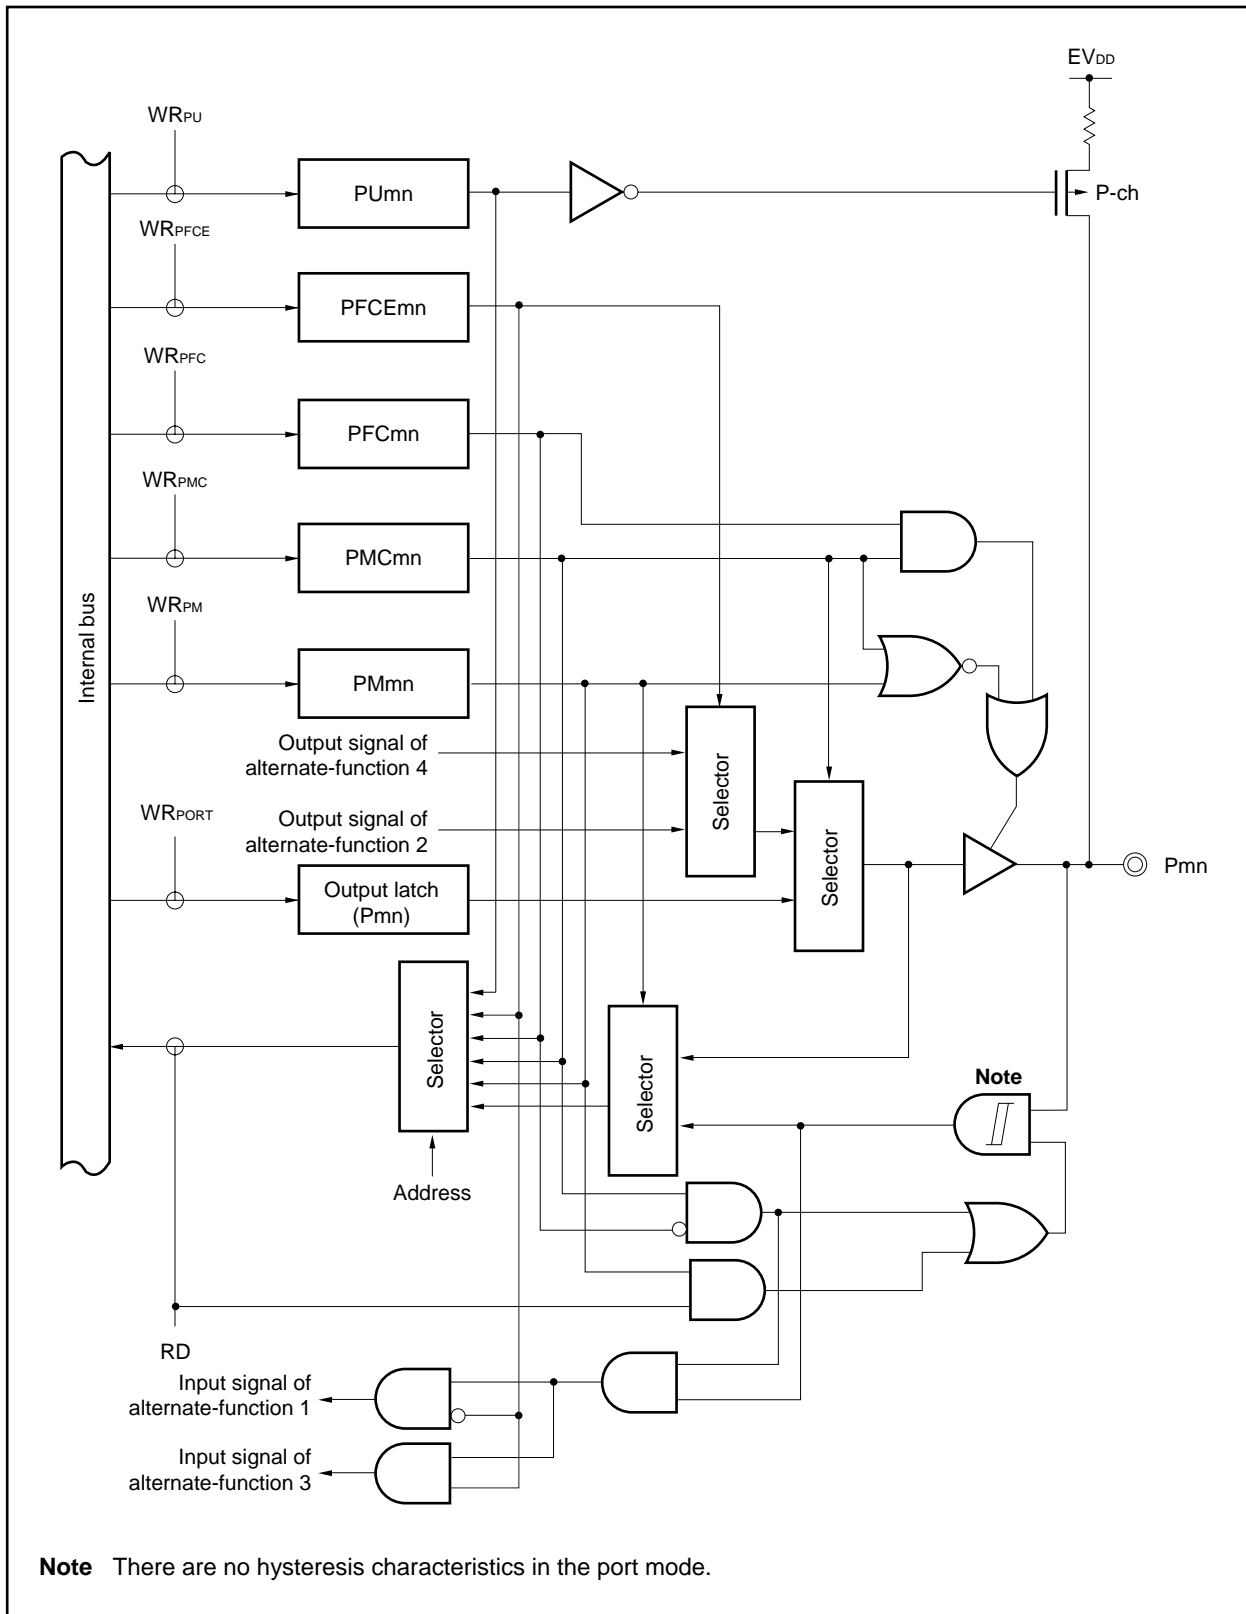 EVDD
WRPU
PUmn
P-ch
WRPFCE
PFCEmn
WRPFC
PFCmn
WRPMC
PMCmn
WRPM
PMmn
Internal bus
Output signal of
alternate-function 4
Selector
WRPORT
Output signal of
alternate-function 2
Selector
Pmn
Output latch
(Pmn)
Selector
Selector
Note
Address
RD
Input signal of
alternate-function 1
Input signal of
alternate-function 3
Note There are no hysteresis characteristics in the port mode.